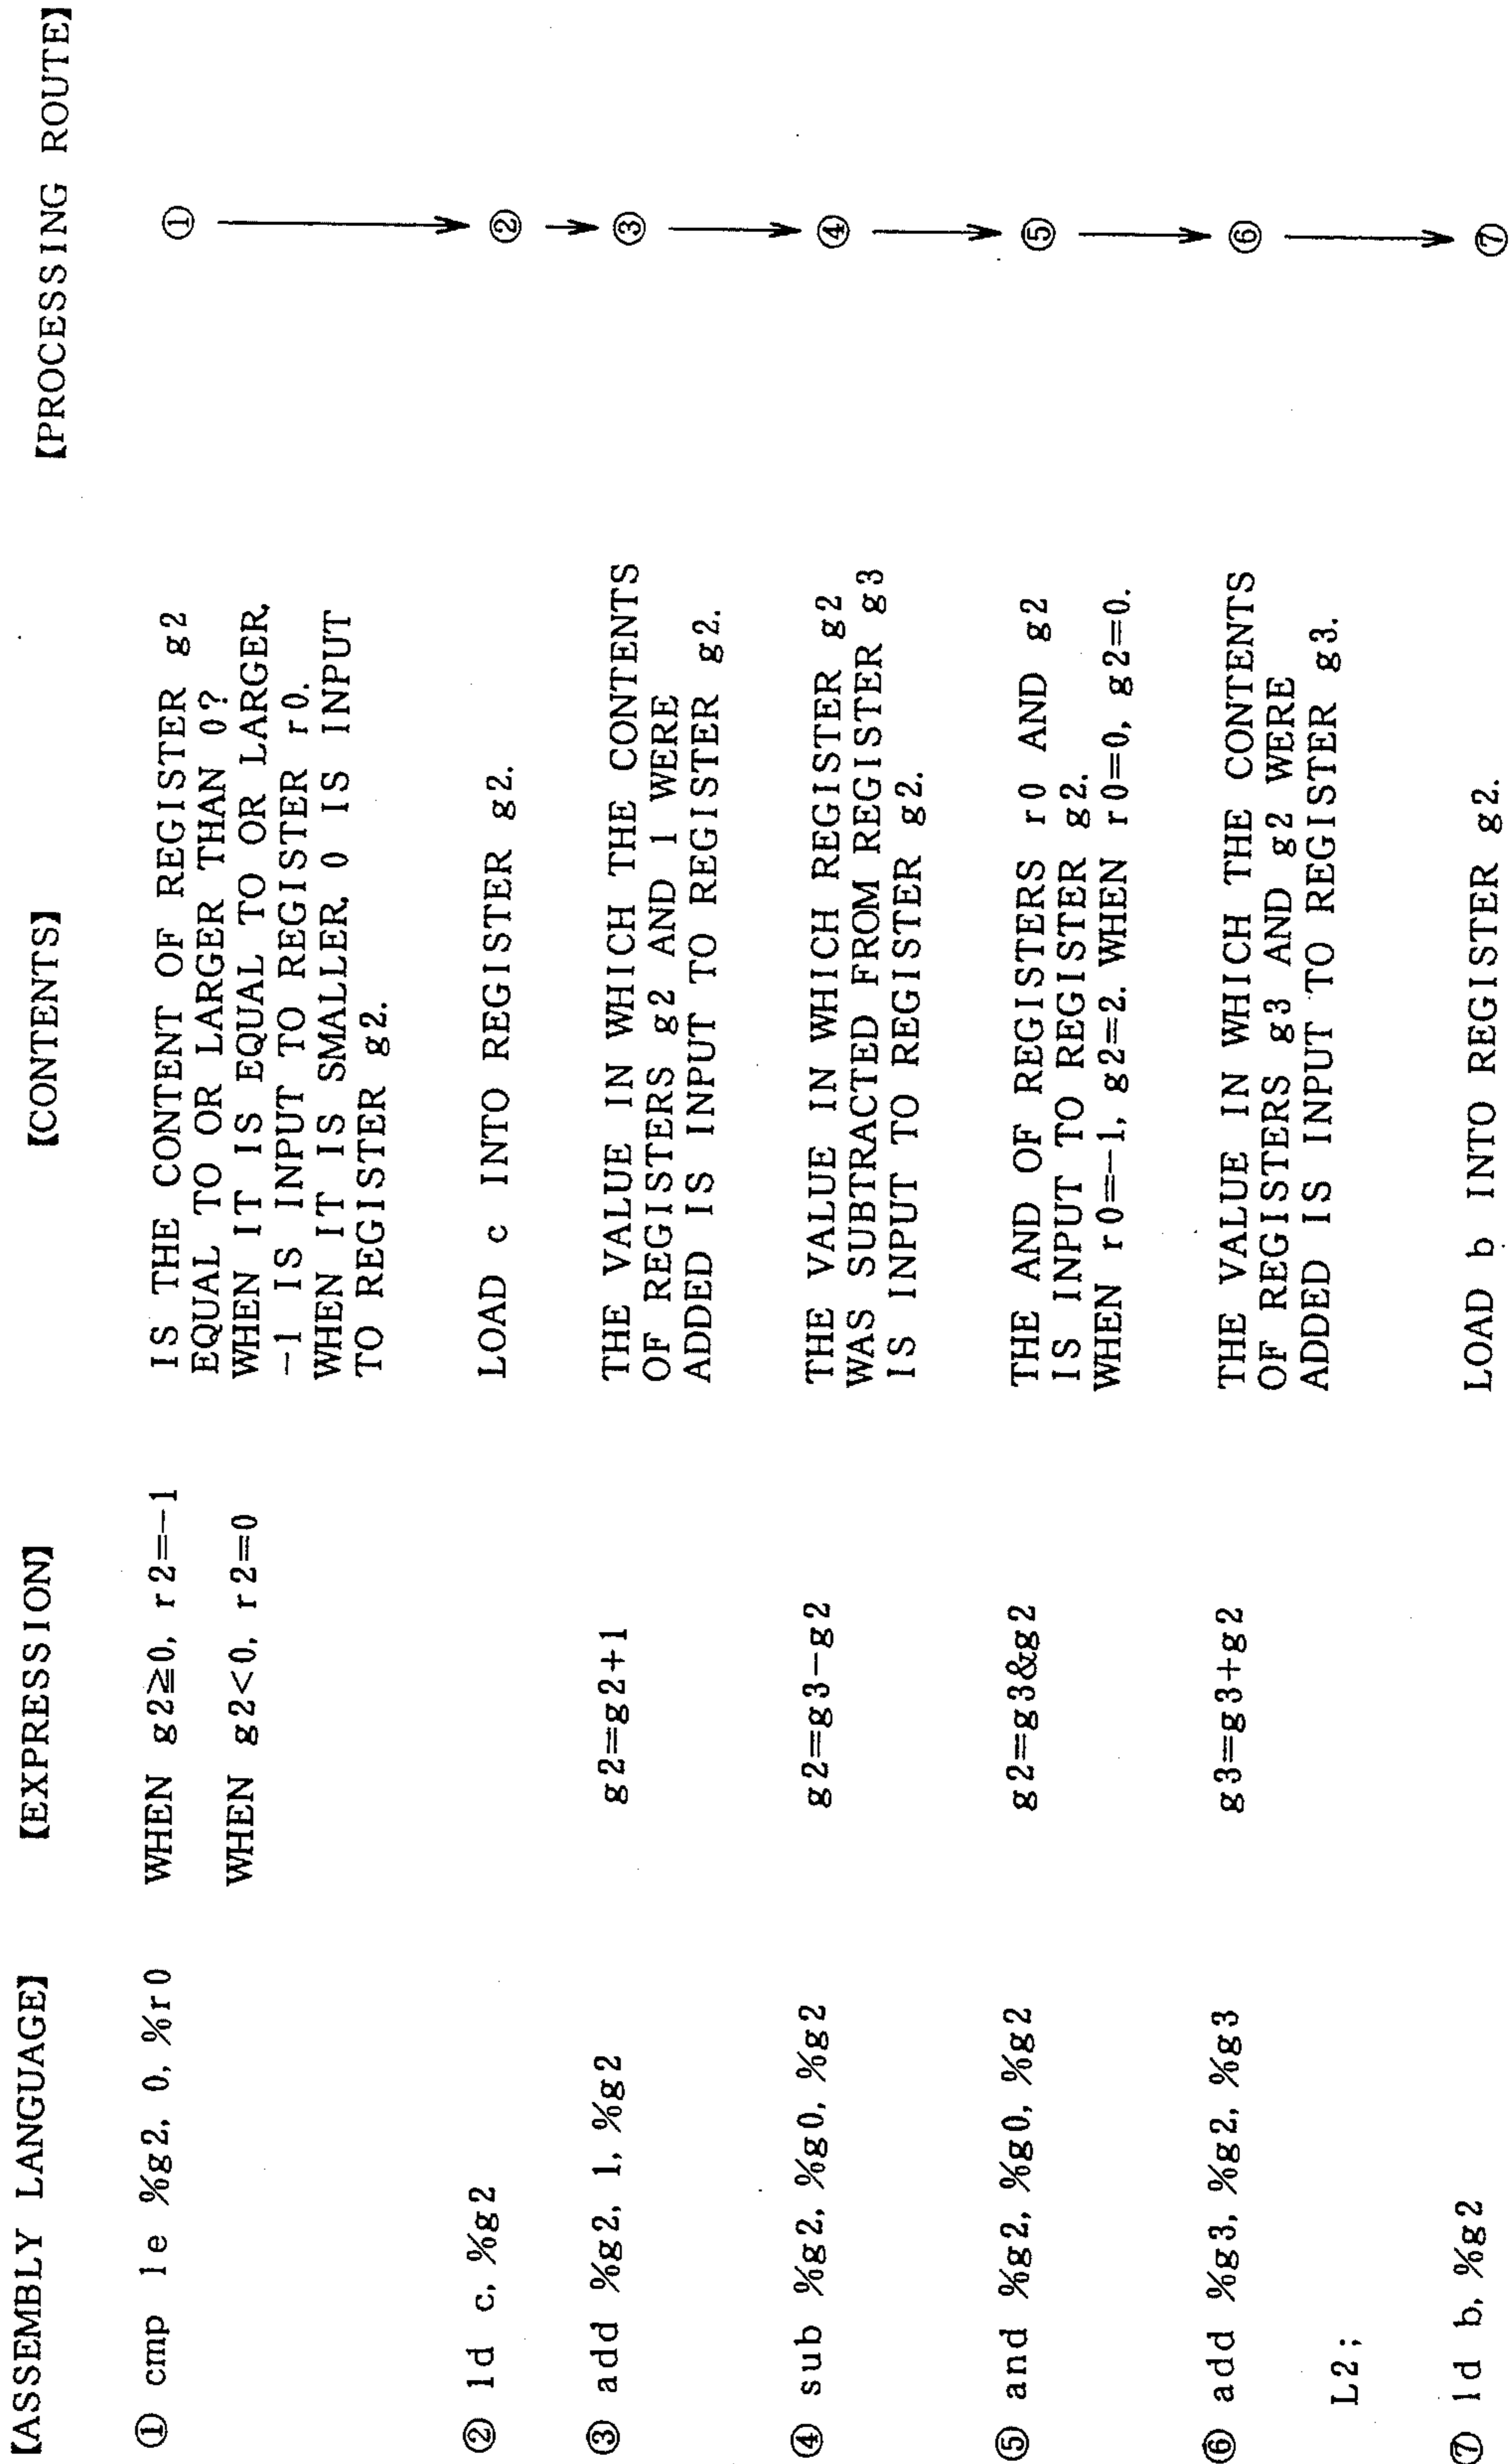 【ASSEMBLY LANGUAGE】 【EXPRESSION】 【CONTENTS】 【PROCESSING ROUTE】
① cmp le %g2, 0, %r0 WHEN g2≧0, r2=−1 IS THE CONTENT OF REGISTER g2 ①
EQUAL TO OR LARGER THAN 0?
WHEN g2<0, r2=0 WHEN IT IS EQUAL TO OR LARGER,
−1 IS INPUT TO REGISTER r0.
WHEN IT IS SMALLER, 0 IS INPUT
TO REGISTER g2.
② ld c, %g2 LOAD c INTO REGISTER g2. ②
③ add %g2, 1, %g2 g2=g2+1 THE VALUE IN WHICH THE CONTENTS ③
OF REGISTERS g2 AND 1 WERE
ADDED IS INPUT TO REGISTER g2.
④ sub %g2, %g0, %g2 g2=g3−g2 THE VALUE IN WHICH REGISTER g2 ④
WAS SUBTRACTED FROM REGISTER g3
IS INPUT TO REGISTER g2.
⑤ and %g2, %g0, %g2 g2=g3&g2 THE AND OF REGISTERS r0 AND g2 ⑤
IS INPUT TO REGISTER g2.
WHEN r0=−1, g2=2. WHEN r0=0, g2=0.
⑥ add %g3, %g2, %g3 g3=g3+g2 THE VALUE IN WHICH THE CONTENTS ⑥
OF REGISTERS g3 AND g2 WERE
ADDED IS INPUT TO REGISTER g3.
L2;
⑦ ld b, %g2 LOAD b INTO REGISTER g2. ⑦